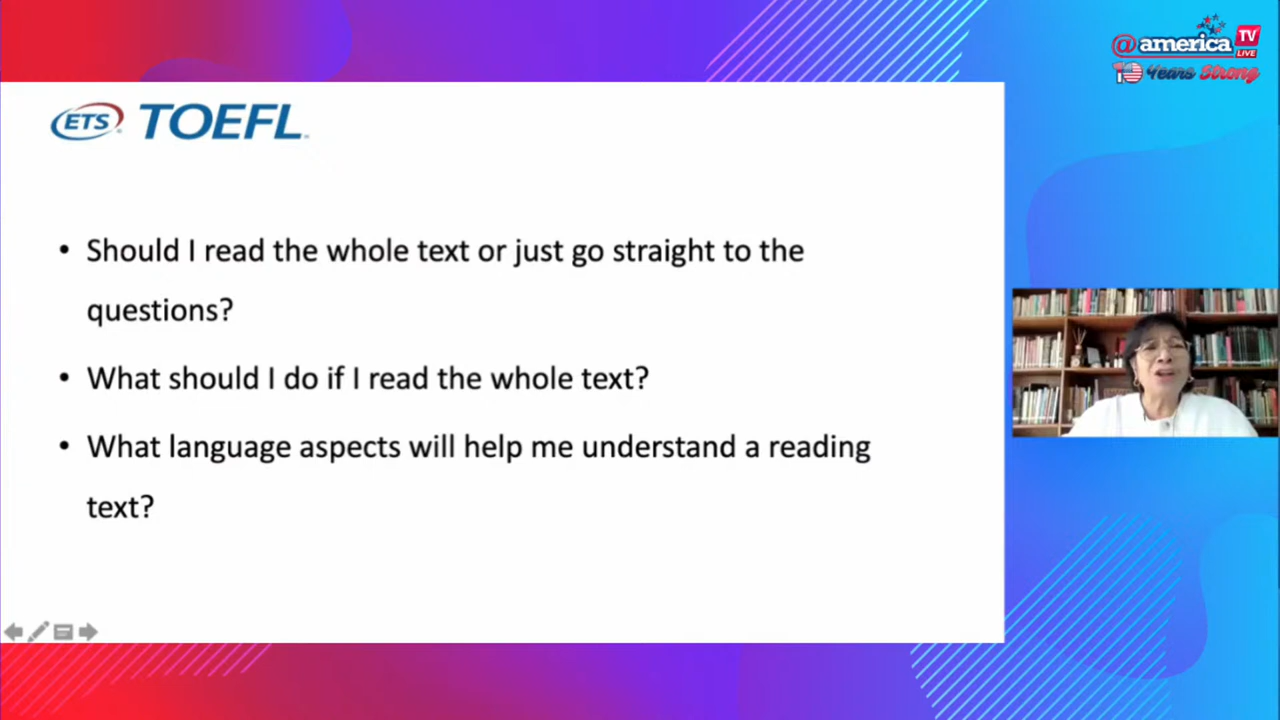 @america TV
LIVE
10 Years Strong
ETS TOEFL
• Should I read the whole text or just go straight to the
questions?
• What should I do if I read the whole text?
• What language aspects will help me understand a reading
text?